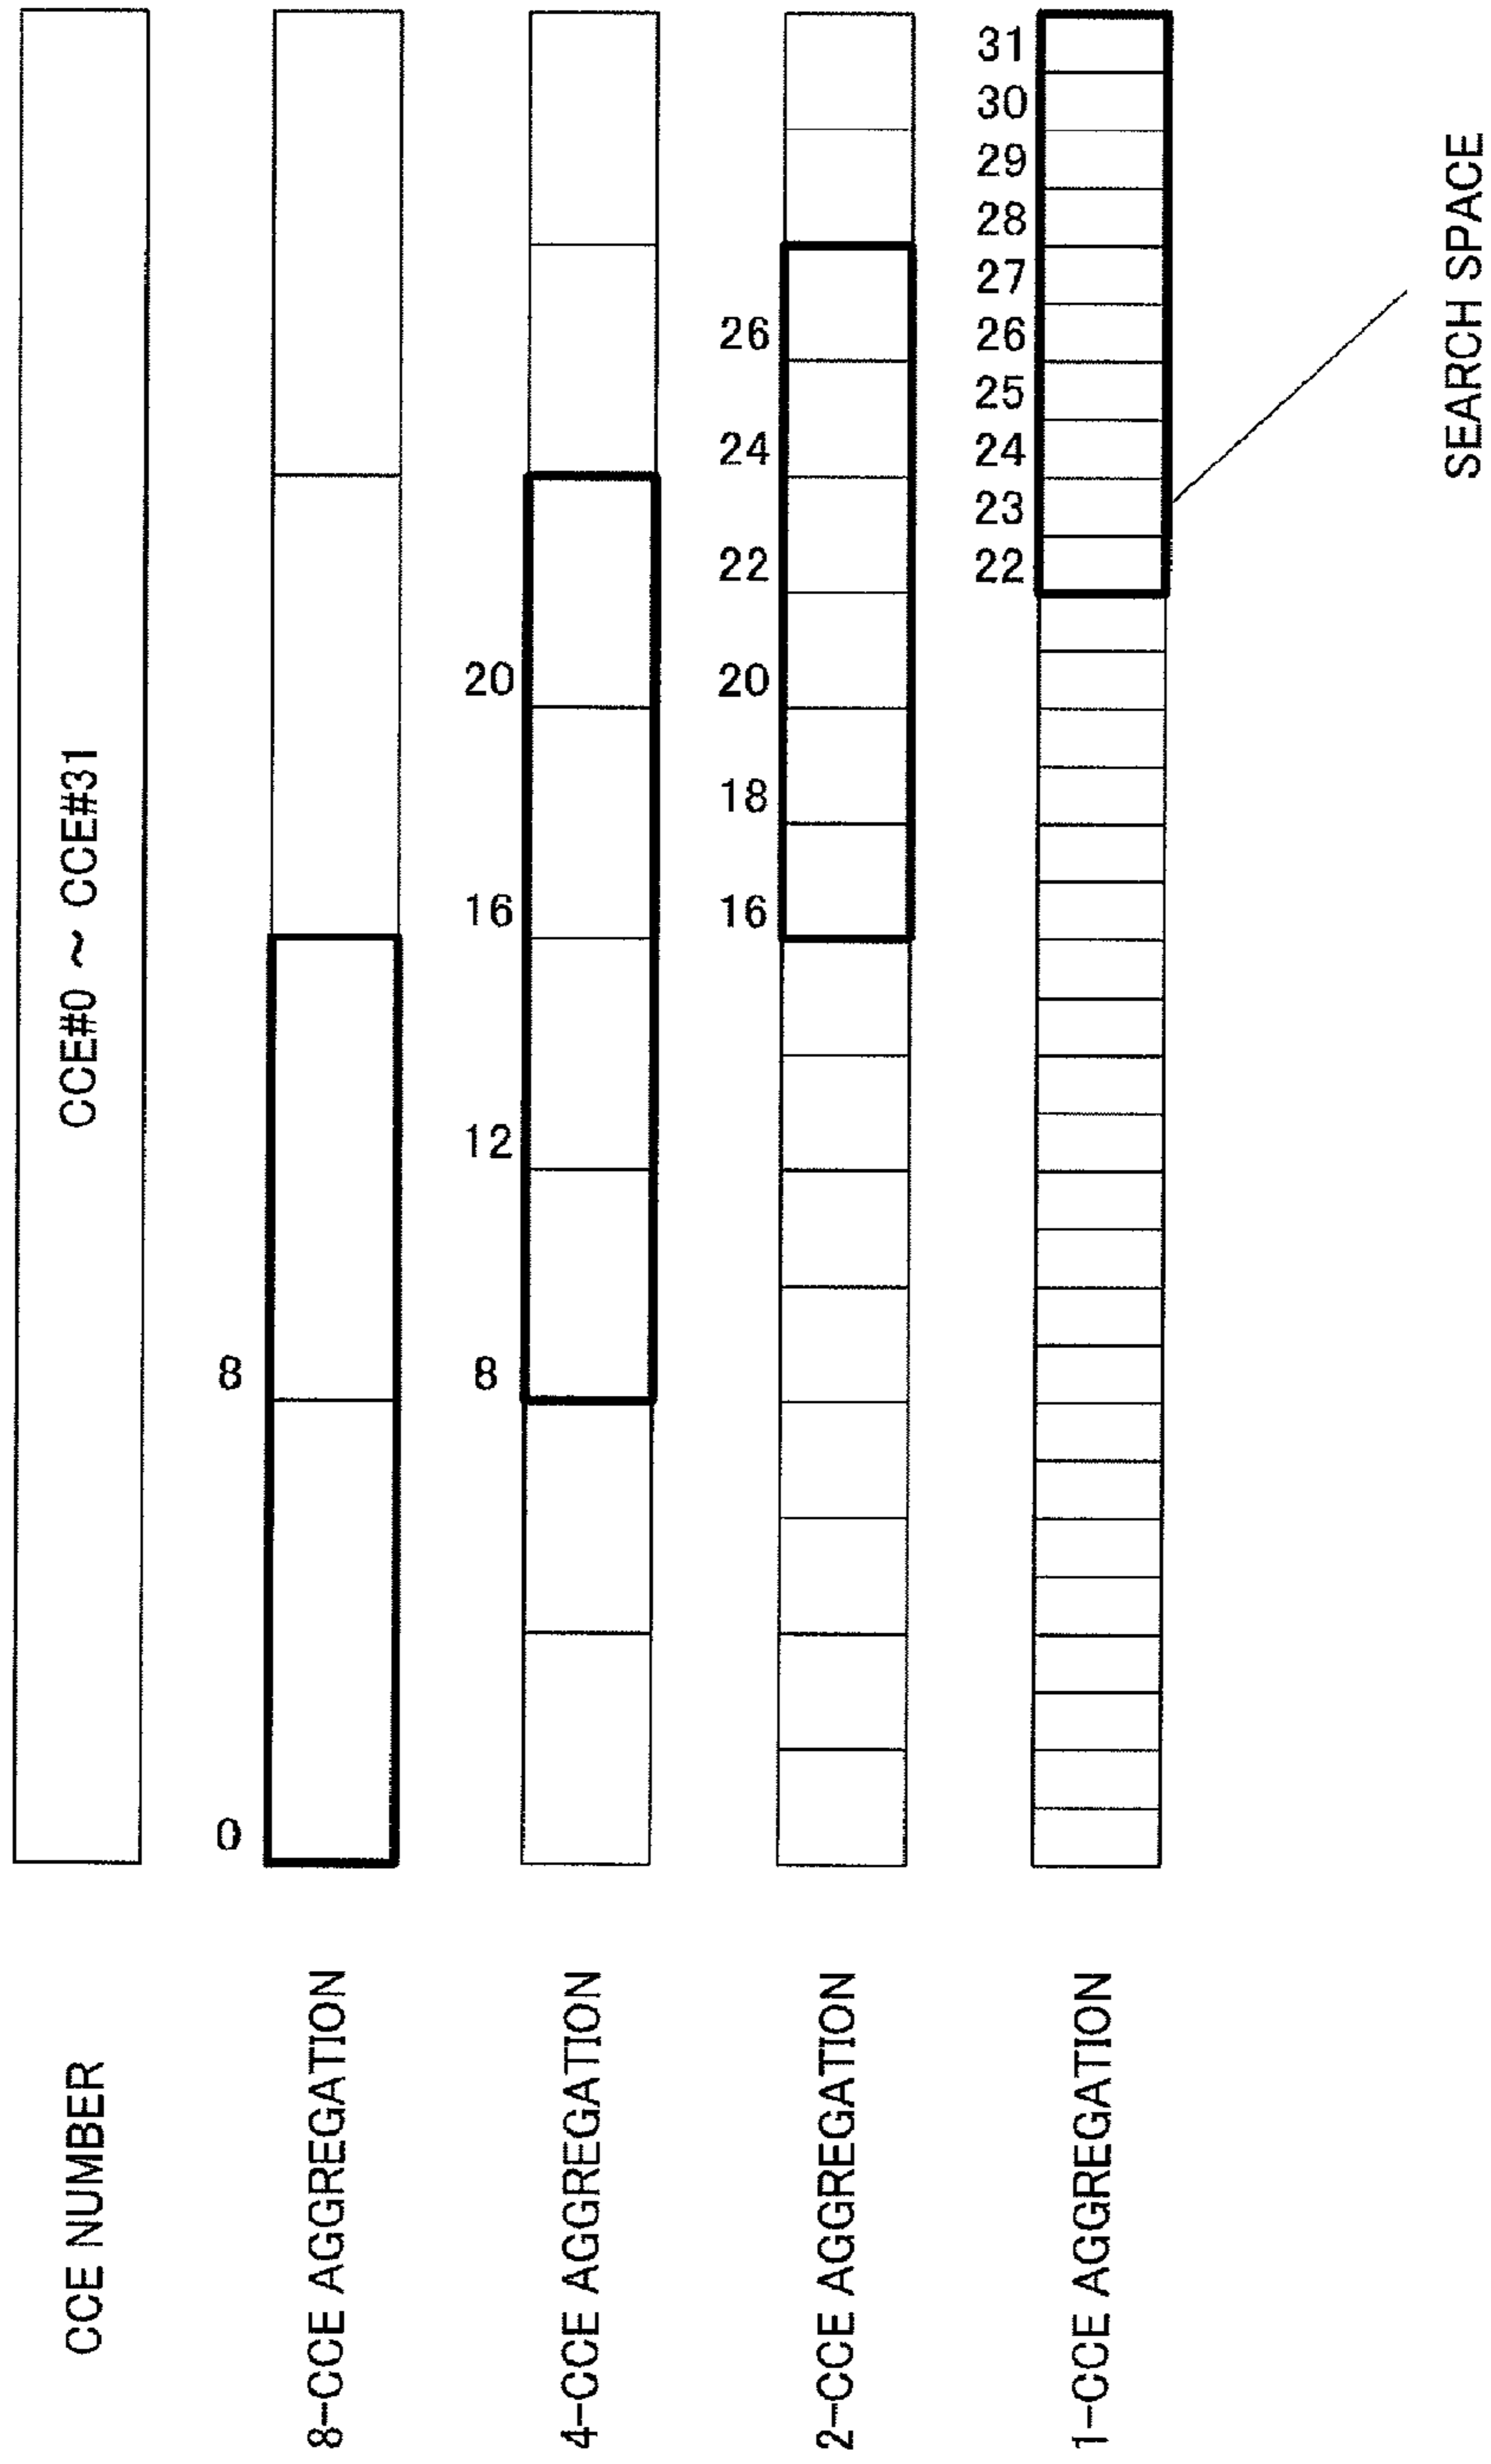 CCE NUMBER
CCE#0 ~ CCE#31
8-CCE AGGREGATION
0 8
4-CCE AGGREGATION
8 12 16 20
2-CCE AGGREGATION
16 18 20 22 24 26
1-CCE AGGREGATION
22 23 24 25 26 27 28 29 30 31
SEARCH SPACE